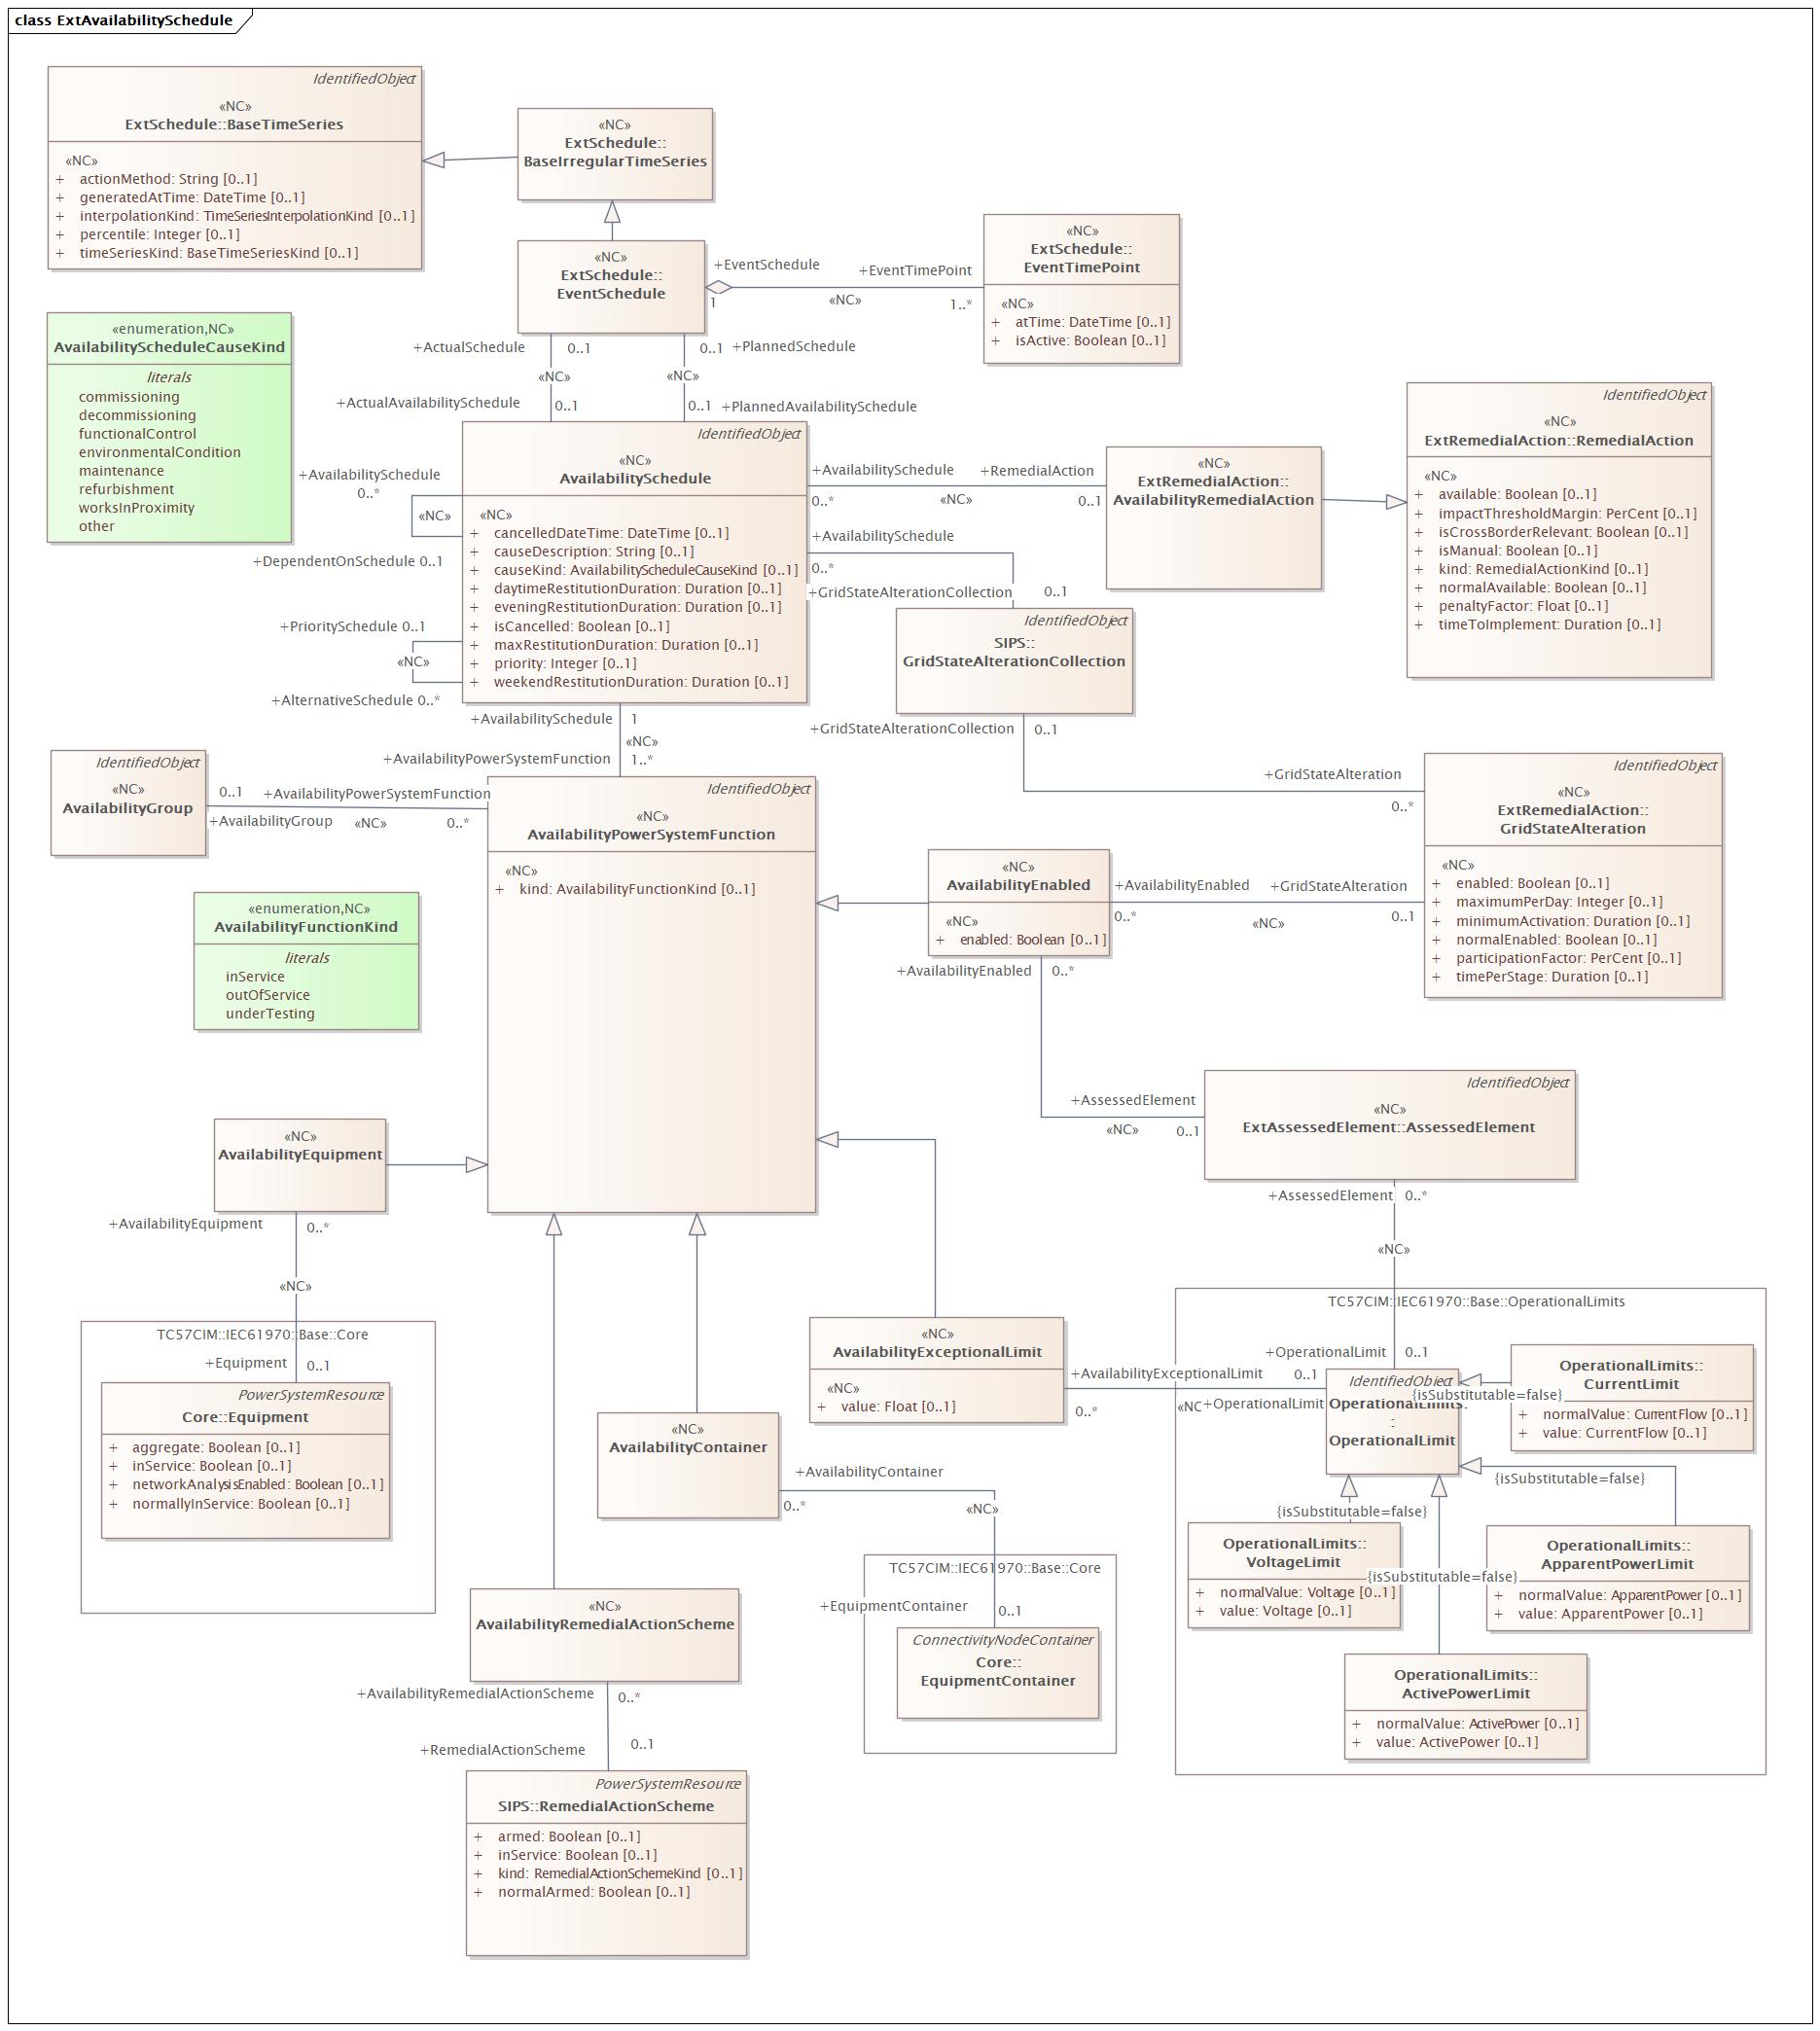 class ExtAvailabilitySchedule
IdentifiedObject
«NC»
ExtSchedule::BaseTimeSeries
«NC»
+ actionMethod: String [0..1]
+ generatedAtTime: DateTime [0..1]
+ interpolationKind: TimeSeriesInterpolationKind [0..1]
+ percentile: Integer [0..1]
+ timeSeriesKind: BaseTimeSeriesKind [0..1]
«NC»
ExtSchedule::
BaseIrregularTimeSeries
«NC»
ExtSchedule::
EventSchedule
+EventSchedule
1
+EventTimePoint
«NC»
1..*
«NC»
ExtSchedule::
EventTimePoint
«NC»
+ atTime: DateTime [0..1]
+ isActive: Boolean [0..1]
«enumeration,NC»
AvailabilityScheduleCauseKind
literals
commissioning
decommissioning
functionalControl
environmentalCondition
maintenance
refurbishment
worksInProximity
other
+ActualSchedule
0..1
«NC»
+ActualAvailabilitySchedule
0..1
0..1
+PlannedSchedule
«NC»
0..1
+PlannedAvailabilitySchedule
IdentifiedObject
«NC»
AvailabilitySchedule
«NC»
+ cancelledDateTime: DateTime [0..1]
+ causeDescription: String [0..1]
+ causeKind: AvailabilityScheduleCauseKind [0..1]
+ daytimeRestitutionDuration: Duration [0..1]
+ eveningRestitutionDuration: Duration [0..1]
+ isCancelled: Boolean [0..1]
+ maxRestitutionDuration: Duration [0..1]
+ priority: Integer [0..1]
+ weekendRestitutionDuration: Duration [0..1]
+AvailabilitySchedule
0..*
«NC»
+DependentOnSchedule 0..1
+PrioritySchedule 0..1
«NC»
+AlternativeSchedule 0..*
+AvailabilitySchedule
0..*
«NC»
+RemedialAction
0..1
«NC»
ExtRemedialAction::
AvailabilityRemedialAction
IdentifiedObject
«NC»
ExtRemedialAction::RemedialAction
«NC»
+ available: Boolean [0..1]
+ impactThresholdMargin: PerCent [0..1]
+ isCrossBorderRelevant: Boolean [0..1]
+ isManual: Boolean [0..1]
+ kind: RemedialActionKind [0..1]
+ normalAvailable: Boolean [0..1]
+ penaltyFactor: Float [0..1]
+ timeToImplement: Duration [0..1]
+AvailabilitySchedule
0..*
+GridStateAlterationCollection
0..1
IdentifiedObject
SIPS::
GridStateAlterationCollection
+GridStateAlterationCollection
0..1
+GridStateAlteration
0..*
+AvailabilitySchedule
1
«NC»
+AvailabilityPowerSystemFunction
1..*
IdentifiedObject
«NC»
AvailabilityGroup
0..1
+AvailabilityPowerSystemFunction
+AvailabilityGroup
«NC»
0..*
IdentifiedObject
«NC»
AvailabilityPowerSystemFunction
«NC»
+ kind: AvailabilityFunctionKind [0..1]
IdentifiedObject
«NC»
ExtRemedialAction::
GridStateAlteration
«NC»
+ enabled: Boolean [0..1]
+ maximumPerDay: Integer [0..1]
+ minimumActivation: Duration [0..1]
+ normalEnabled: Boolean [0..1]
+ participationFactor: PerCent [0..1]
+ timePerStage: Duration [0..1]
«NC»
AvailabilityEnabled
«NC»
+ enabled: Boolean [0..1]
+AvailabilityEnabled
0..*
+GridStateAlteration
«NC»
0..1
+AvailabilityEnabled
0..*
+AssessedElement
«NC»
0..1
«enumeration,NC»
AvailabilityFunctionKind
literals
inService
outOfService
underTesting
IdentifiedObject
«NC»
ExtAssessedElement::AssessedElement
+AssessedElement
0..*
«NC»
«NC»
AvailabilityEquipment
+AvailabilityEquipment
0..*
«NC»
TC57CIM::IEC61970::Base::Core
+Equipment
0..1
PowerSystemResource
Core::Equipment
+ aggregate: Boolean [0..1]
+ inService: Boolean [0..1]
+ networkAnalysisEnabled: Boolean [0..1]
+ normallyInService: Boolean [0..1]
«NC»
AvailabilityExceptionalLimit
«NC»
+ value: Float [0..1]
+AvailabilityExceptionalLimit
0..*
«NC
0..1
+OperationalLimit
TC57CIM::IEC61970::Base::OperationalLimits
+OperationalLimit
0..1
IdentifiedObject
OperationalLimits:
:
OperationalLimit
{isSubstitutable=false}
OperationalLimits::
CurrentLimit
+ normalValue: CurrentFlow [0..1]
+ value: CurrentFlow [0..1]
{isSubstitutable=false}
{isSubstitutable=false}
OperationalLimits::
VoltageLimit
+ normalValue: Voltage [0..1]
+ value: Voltage [0..1]
{isSubstitutable=false}
OperationalLimits::
ApparentPowerLimit
+ normalValue: ApparentPower [0..1]
+ value: ApparentPower [0..1]
OperationalLimits::
ActivePowerLimit
+ normalValue: ActivePower [0..1]
+ value: ActivePower [0..1]
«NC»
AvailabilityContainer
+AvailabilityContainer
0..*
«NC»
TC57CIM::IEC61970::Base::Core
+EquipmentContainer
0..1
ConnectivityNodeContainer
Core::
EquipmentContainer
«NC»
AvailabilityRemedialActionScheme
+AvailabilityRemedialActionScheme
0..*
+RemedialActionScheme
0..1
PowerSystemResource
SIPS::RemedialActionScheme
+ armed: Boolean [0..1]
+ inService: Boolean [0..1]
+ kind: RemedialActionSchemeKind [0..1]
+ normalArmed: Boolean [0..1]